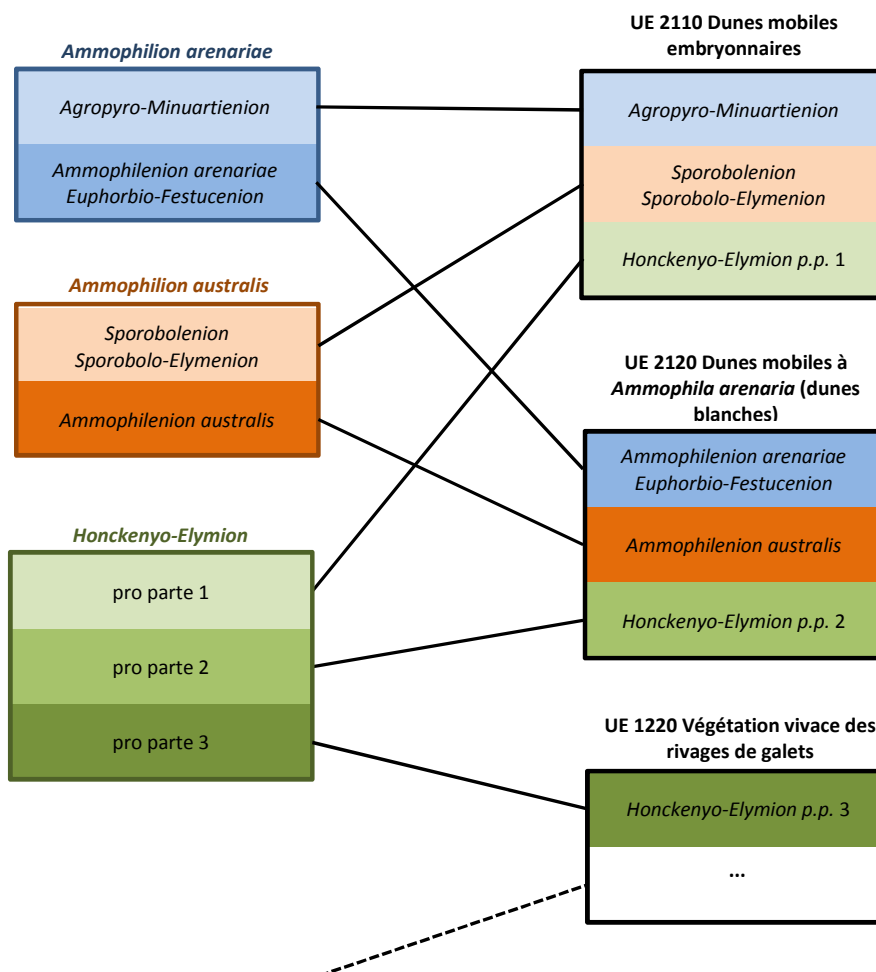 Ammophilion arenariae
Agropyro-Minuartienion
Ammophilenion arenariae
Euphorbio-Festucenion
Ammophilion australis
Sporobolenion
Sporobolo-Elymenion
Ammophilenion australis
Honckenyo-Elymion
pro parte 1
pro parte 2
pro parte 3
UE 2110 Dunes mobiles
embryonnaires
Agropyro-Minuartienion
Sporobolenion
Sporobolo-Elymenion
Honckenyo-Elymion p.p. 1
UE 2120 Dunes mobiles à
Ammophila arenaria (dunes
blanches)
Ammophilenion arenariae
Euphorbio-Festucenion
Ammophilenion australis
Honckenyo-Elymion p.p. 2
UE 1220 Végétation vivace des
rivages de galets
Honckenyo-Elymion p.p. 3
...